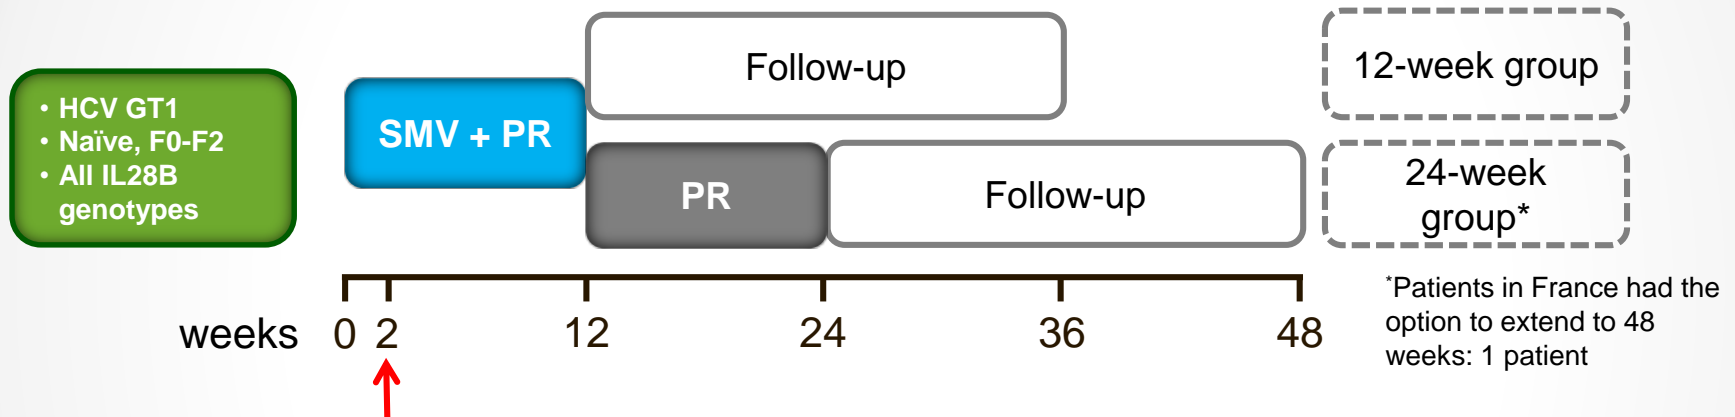 • HCV GT1
• Naïve, F0-F2
• All IL28B
genotypes
SMV + PR
Follow-up
12-week group
PR
Follow-up
24-week
group*
weeks 0 2 12 24 36 48
*Patients in France had the
option to extend to 48
weeks: 1 patient